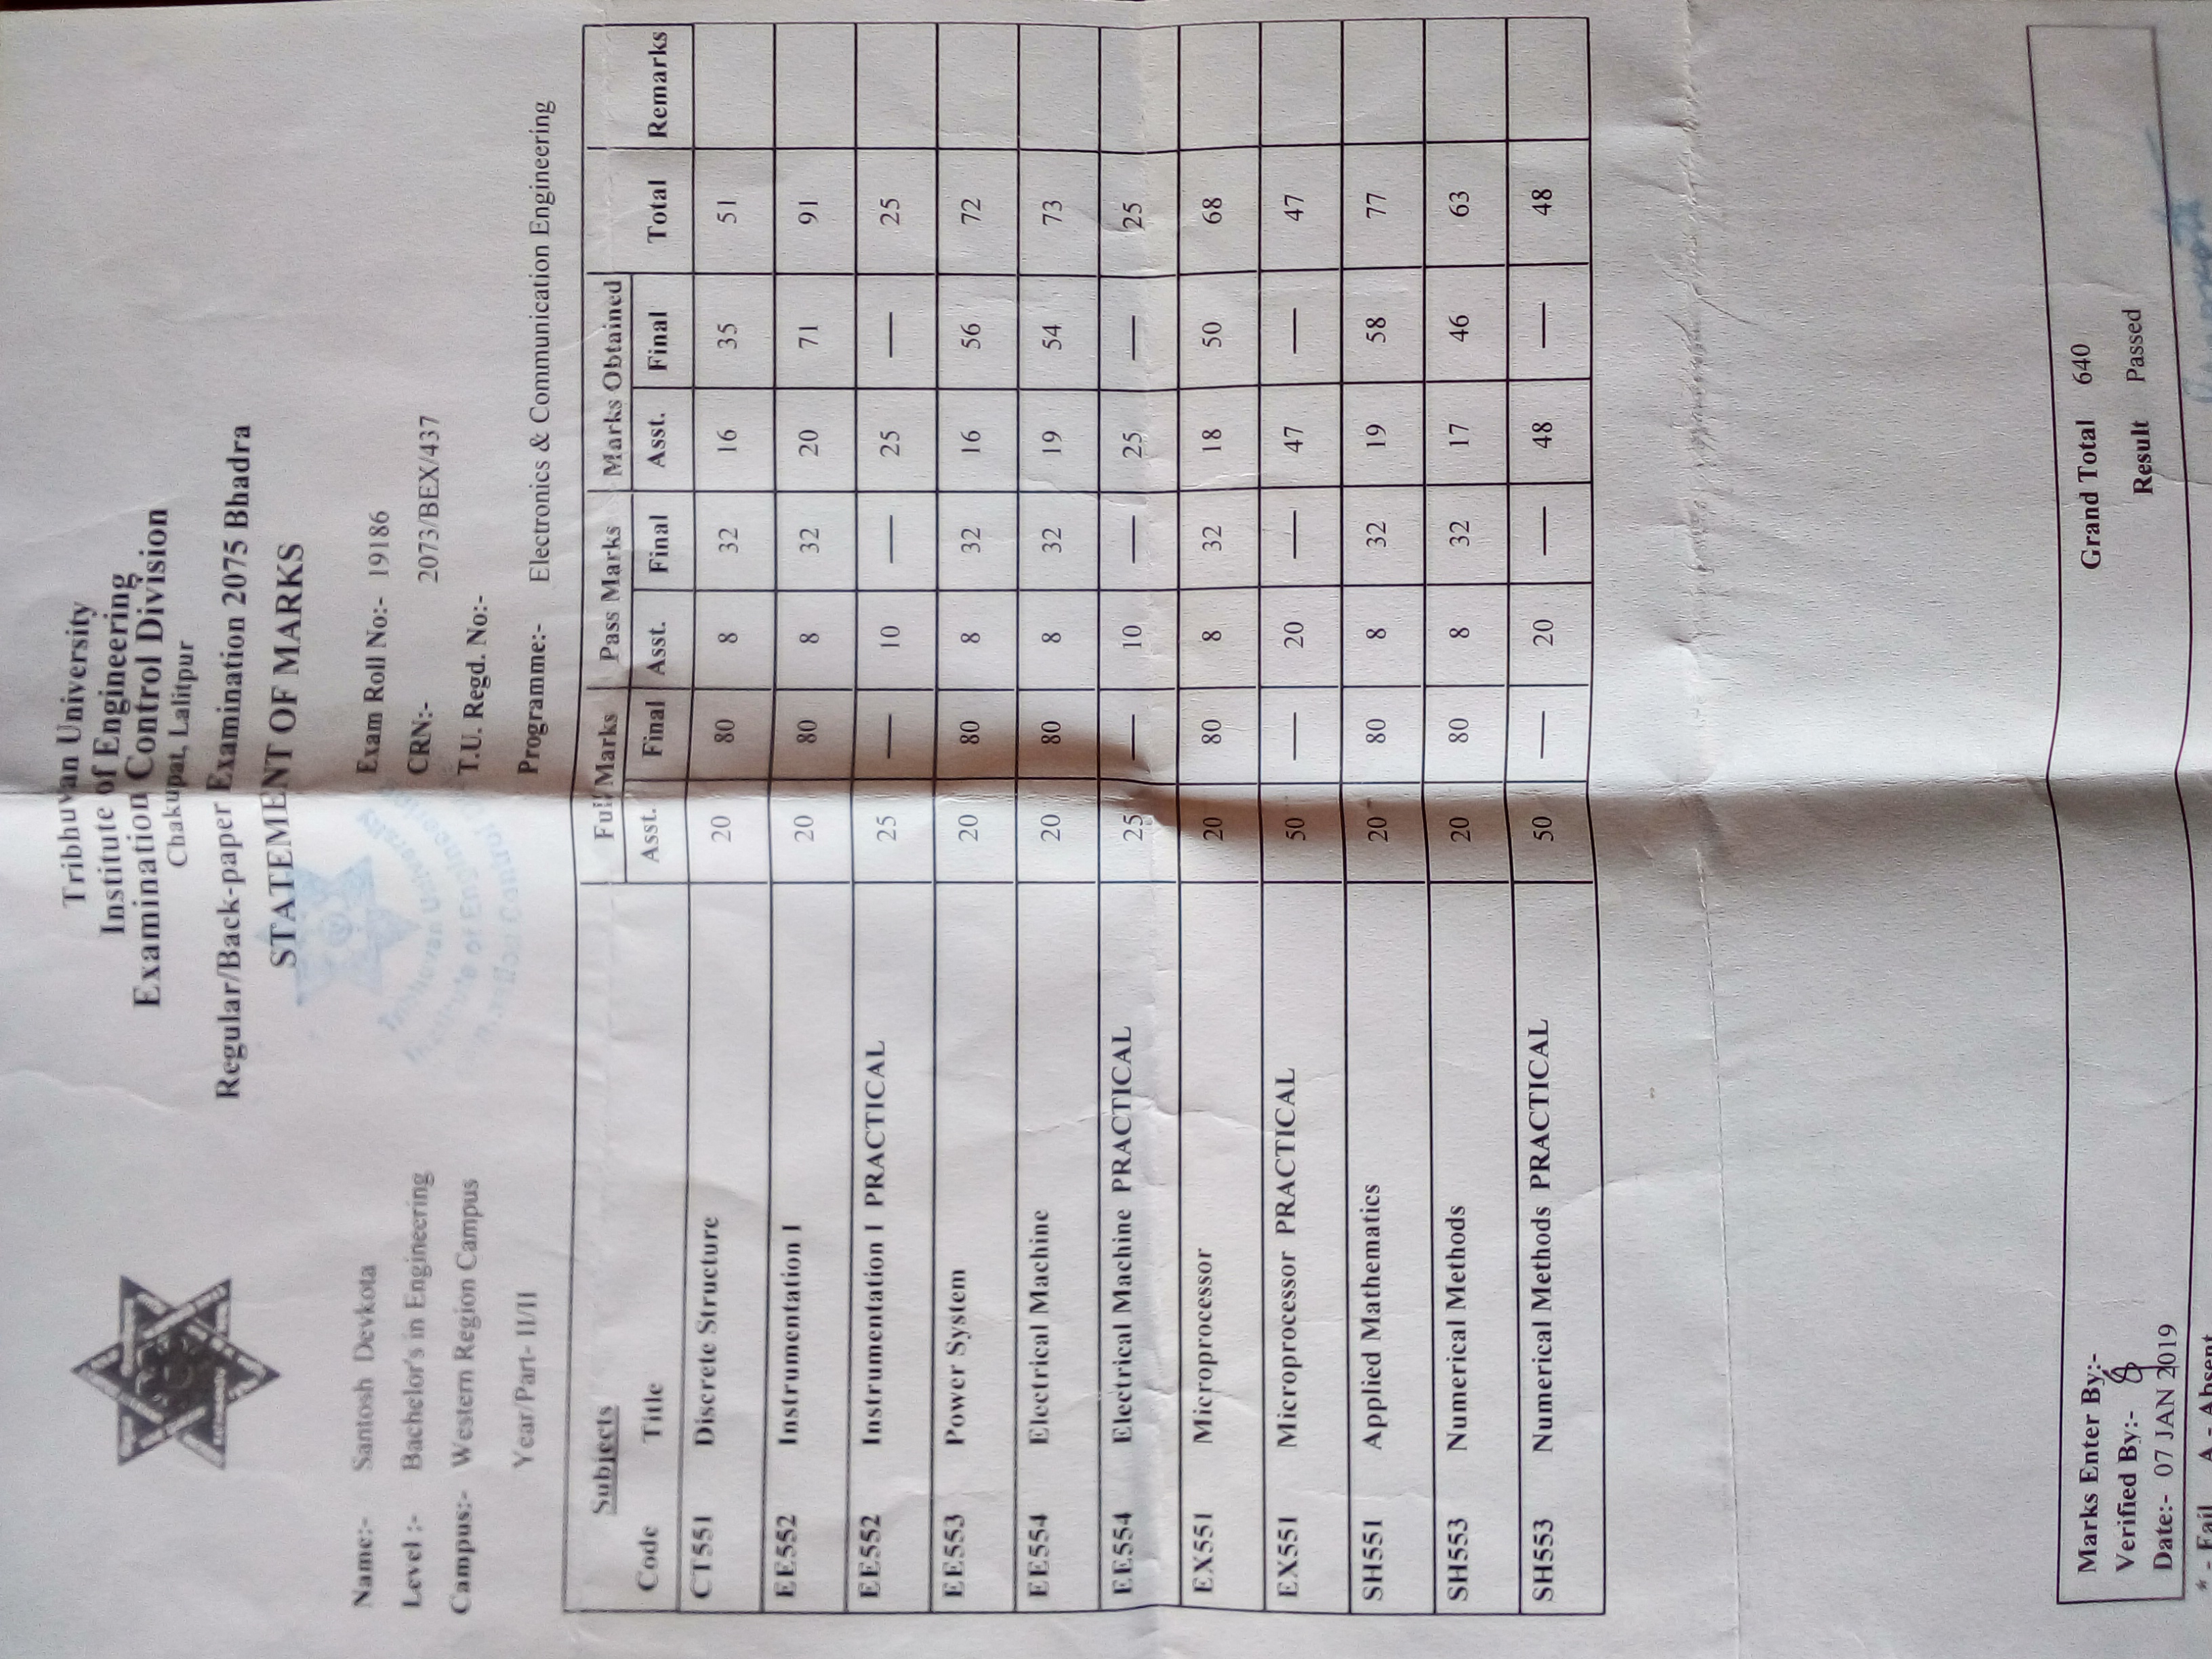 Tribhuvan University
Institute of Engineering
Examination Control Division
Chakupat, Lalitpur
Regular/Back-paper Examination 2075 Bhadra
STATEMENT OF MARKS
Name:- Santosh Devkota Exam Roll No:- 19186
Level :- Bachelor's in Engineering CRN:- 2073/BEX/437
Campus:- Western Region Campus T.U. Regd. No:-
Year/Part- II/II Programme:- Electronics & Communication Engineering
Tribhuvan University
Institute of Engineering
Control
Subjects Full Marks Pass Marks Marks Obtained
Code Title Asst. Final Asst. Final Asst. Final Total Remarks
CT551 Discrete Structure 20 80 8 32 16 35 51
EE552 Instrumentation I 20 80 8 32 20 71 91
EE552 Instrumentation I PRACTICAL 25 — 10 — 25 — 25
EE553 Power System 20 80 8 32 16 56 72
EE554 Electrical Machine 20 80 8 32 19 54 73
EE554 Electrical Machine PRACTICAL 25 — 10 — 25 — 25
EX551 Microprocessor 20 80 8 32 18 50 68
EX551 Microprocessor PRACTICAL 50 — 20 — 47 — 47
SH551 Applied Mathematics 20 80 8 32 19 58 77
SH553 Numerical Methods 20 80 8 32 17 46 63
SH553 Numerical Methods PRACTICAL 50 — 20 — 48 — 48
Marks Enter By:- Grand Total 640
Verified By:- Result Passed
Date:- 07 JAN 2019
* - Fail A - Absent